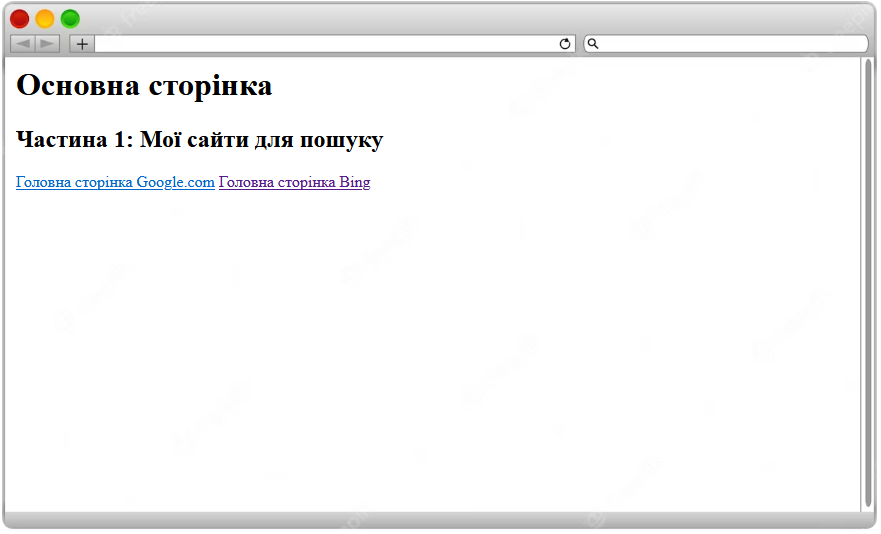 Основна сторінка
Частина 1: Мої сайти для пошуку
Головна сторінка Google.com Головна сторінка Bing